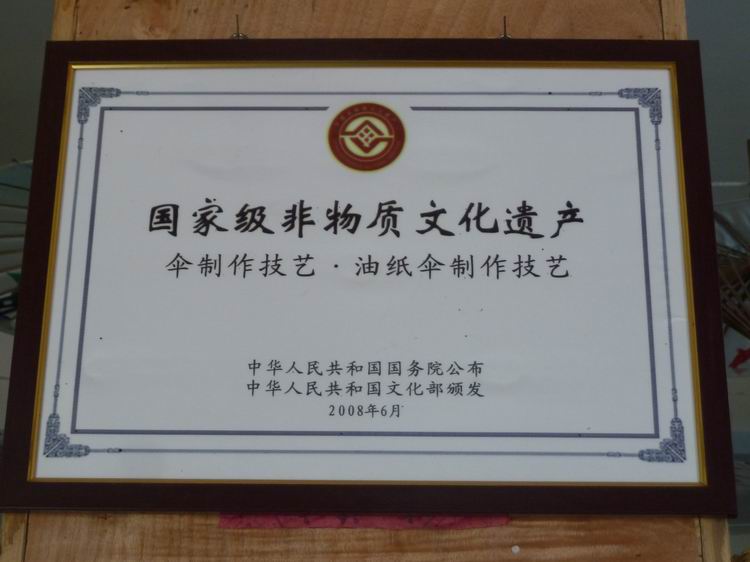 国家级非物质文化遗产
伞制作技艺·油纸伞制作技艺
中华人民共和国国务院公布
中华人民共和国文化部颁发
2008年6月